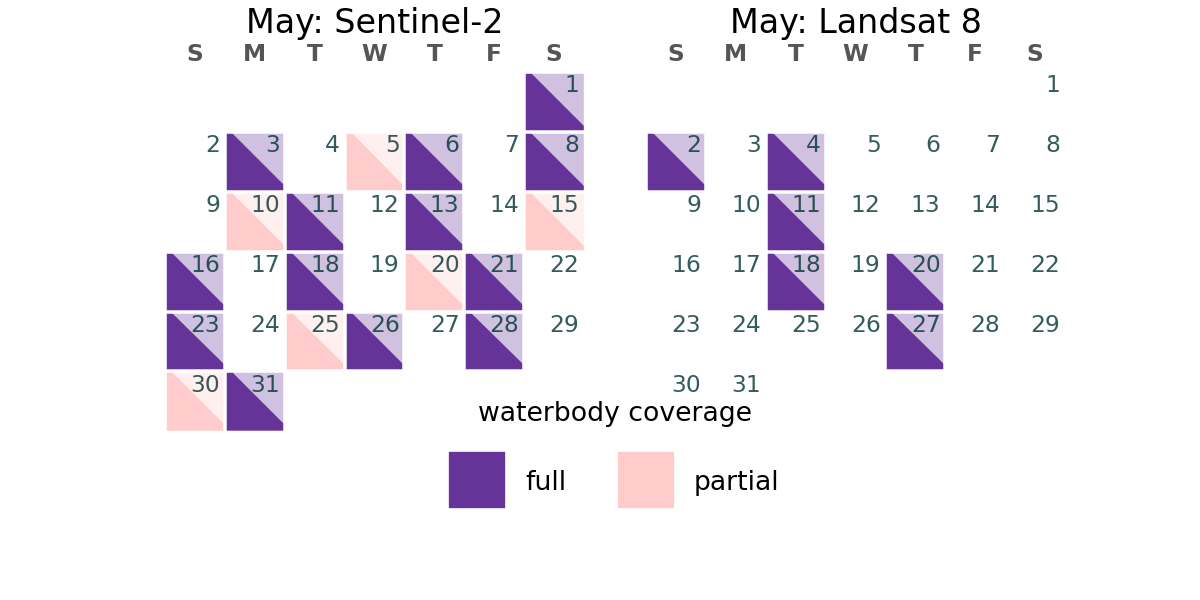 May: Sentinel-2
S M T W T F S
1
2 3 4 5 6 7 8
9 10 11 12 13 14 15
16 17 18 19 20 21 22
23 24 25 26 27 28 29
30 31
May: Landsat 8
S M T W T F S
1
2 3 4 5 6 7 8
9 10 11 12 13 14 15
16 17 18 19 20 21 22
23 24 25 26 27 28 29
30 31
waterbody coverage
full partial